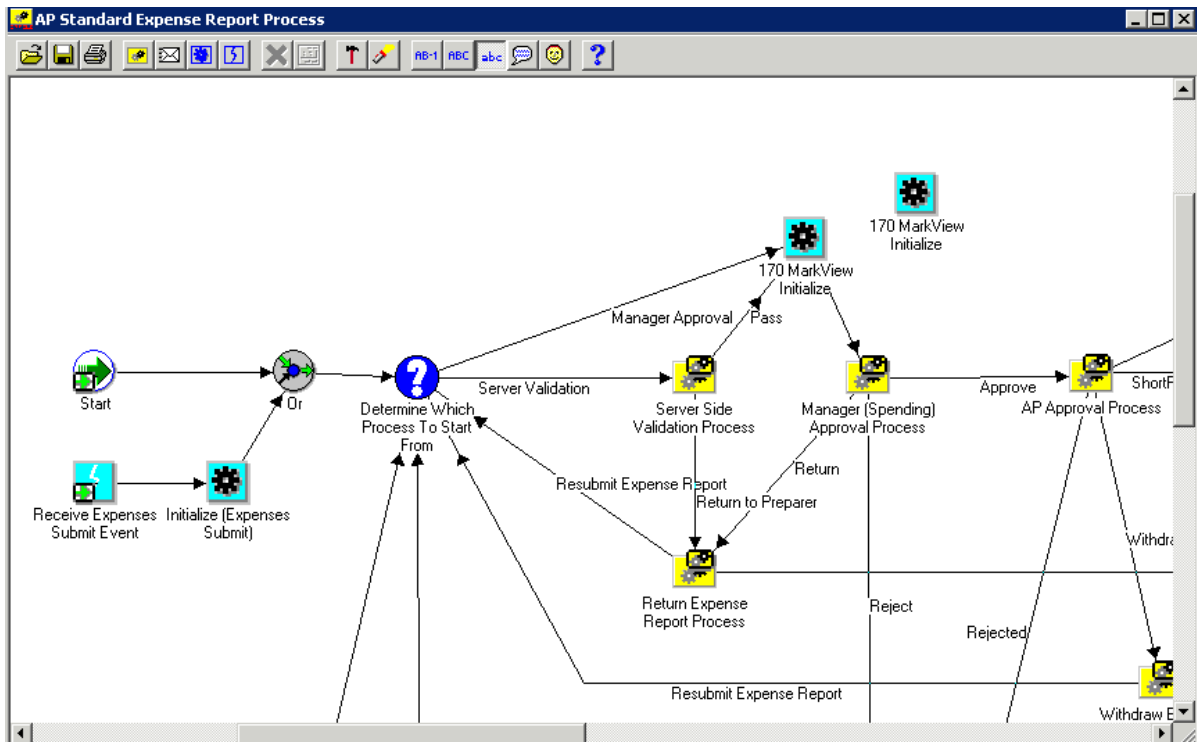 AP Standard Expense Report Process
AB-1
ABC
abc
?
170 MarkView
Initialize
170 MarkView
Initialize
Manager Approval
Pass
?
Start
Or
Server Validation
Approve
ShortP
Determine Which
Process To Start
From
Server Side
Validation Process
Manager (Spending)
Approval Process
AP Approval Process
Return
Resubmit Expense Report
Return to Preparer
Receive Expenses
Submit Event
Initialize (Expenses
Submit)
Withdra
Return Expense
Report Process
Reject
Rejected
Resubmit Expense Report
Withdraw E